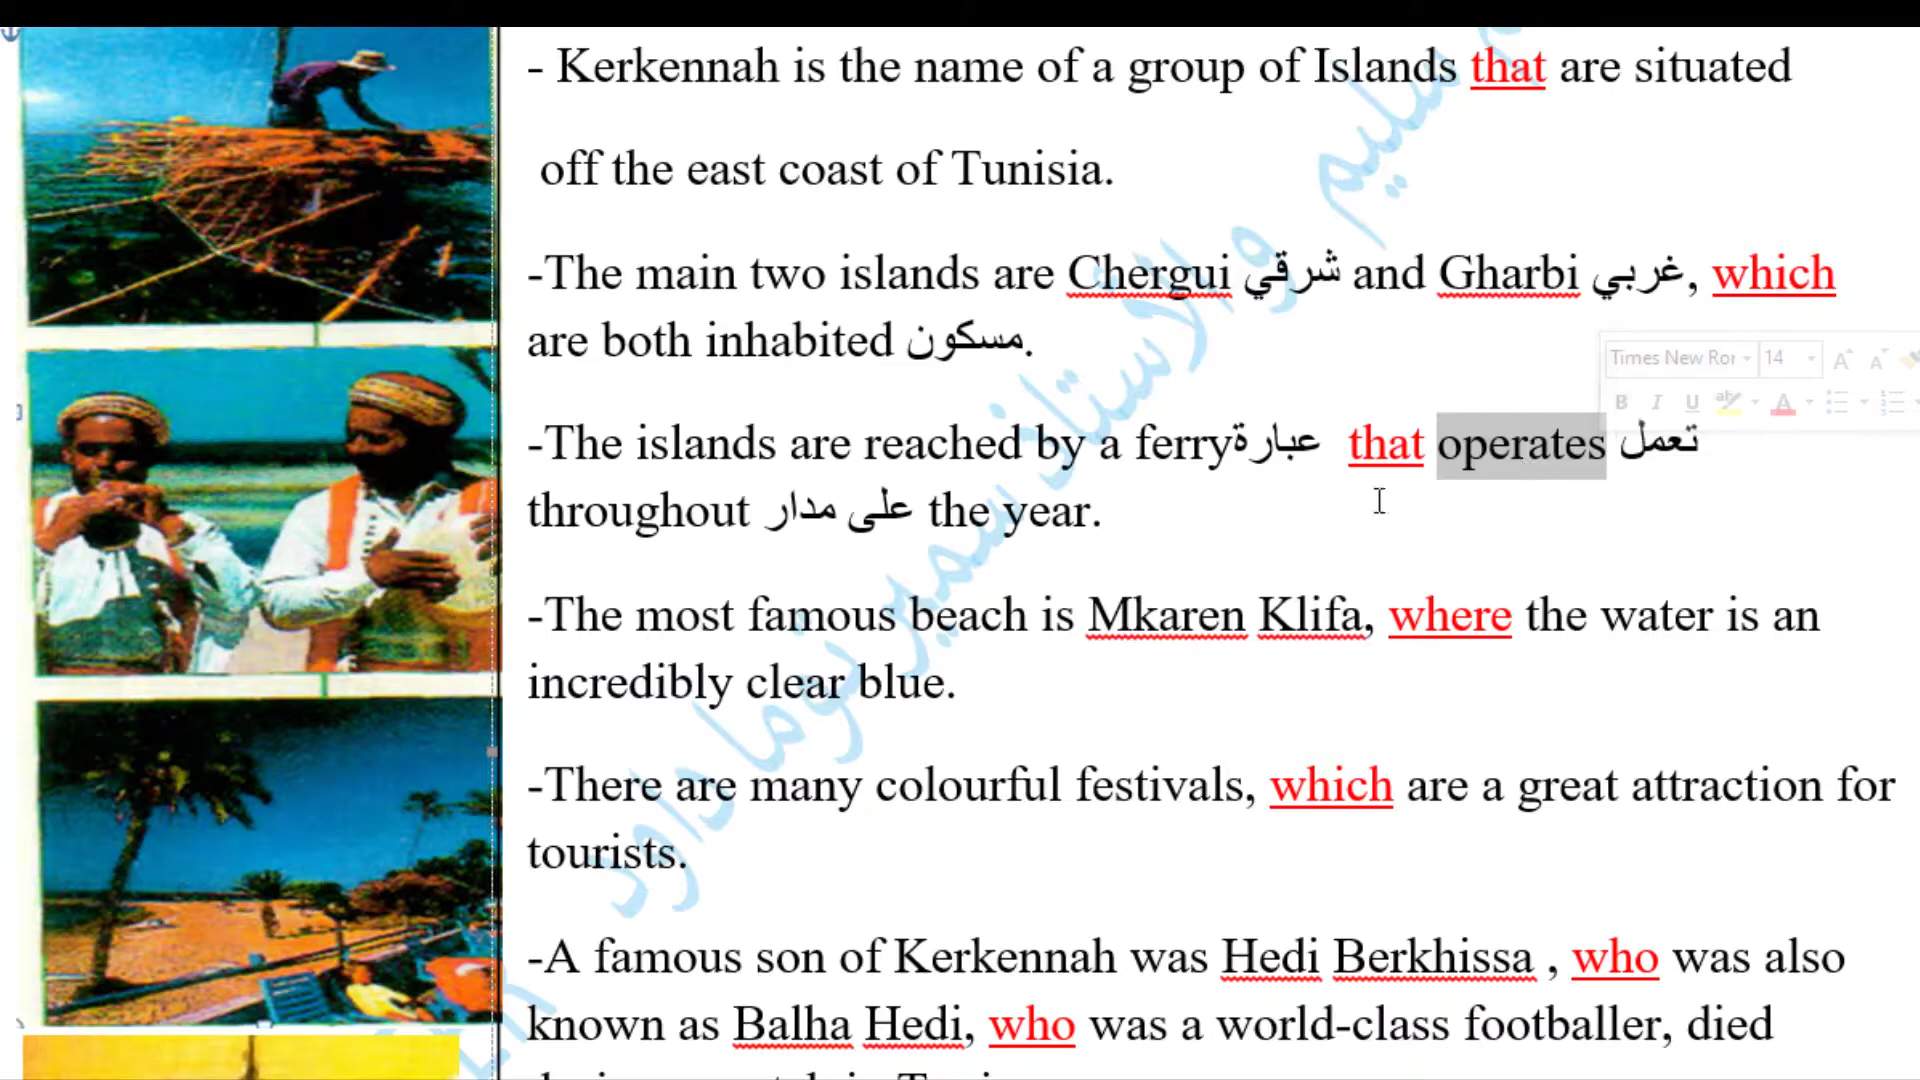 - Kerkennah is the name of a group of Islands that are situated
off the east coast of Tunisia.
-The main two islands are Chergui شرقي and Gharbi غربي, which
are both inhabited مسكون.
Times New Ror 14
B I U
-The islands are reached by a ferryعبارة that operates تعمل
throughout على مدار the year.
-The most famous beach is Mkaren Klifa, where the water is an
incredibly clear blue.
-There are many colourful festivals, which are a great attraction for
tourists.
-A famous son of Kerkennah was Hedi Berkhissa , who was also
known as Balha Hedi, who was a world-class footballer, died